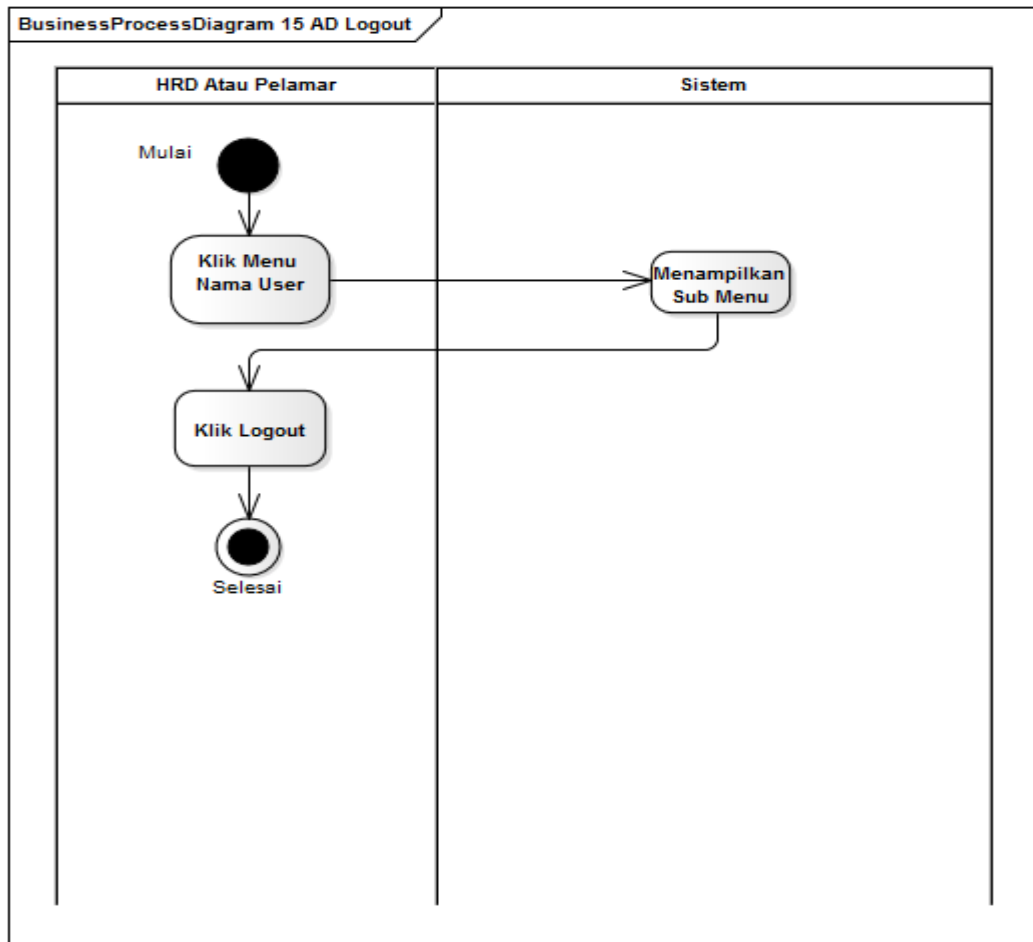 BusinessProcessDiagram 15 AD Logout
HRD Atau Pelamar
Sistem
Mulai
Klik Menu
Nama User
Menampilkan
Sub Menu
Klik Logout
Selesai